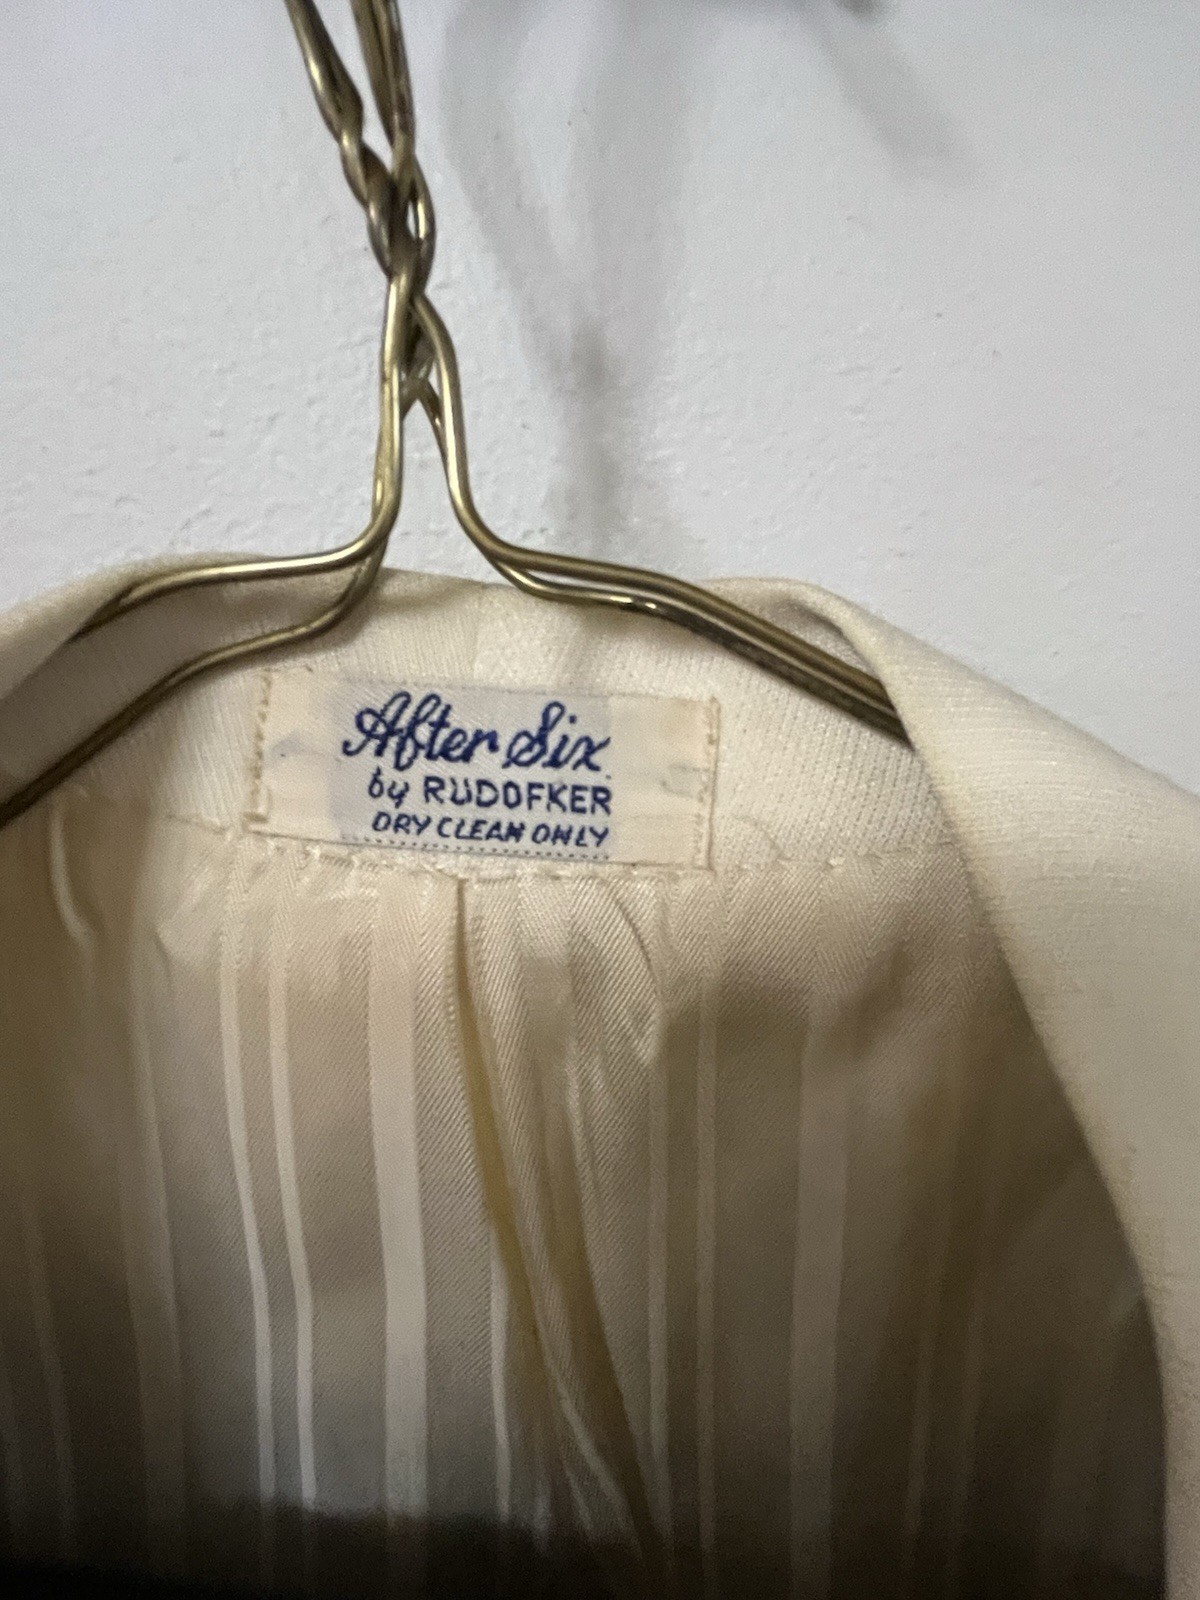 After Six
by RUDOFKER
DRY CLEAN ONLY